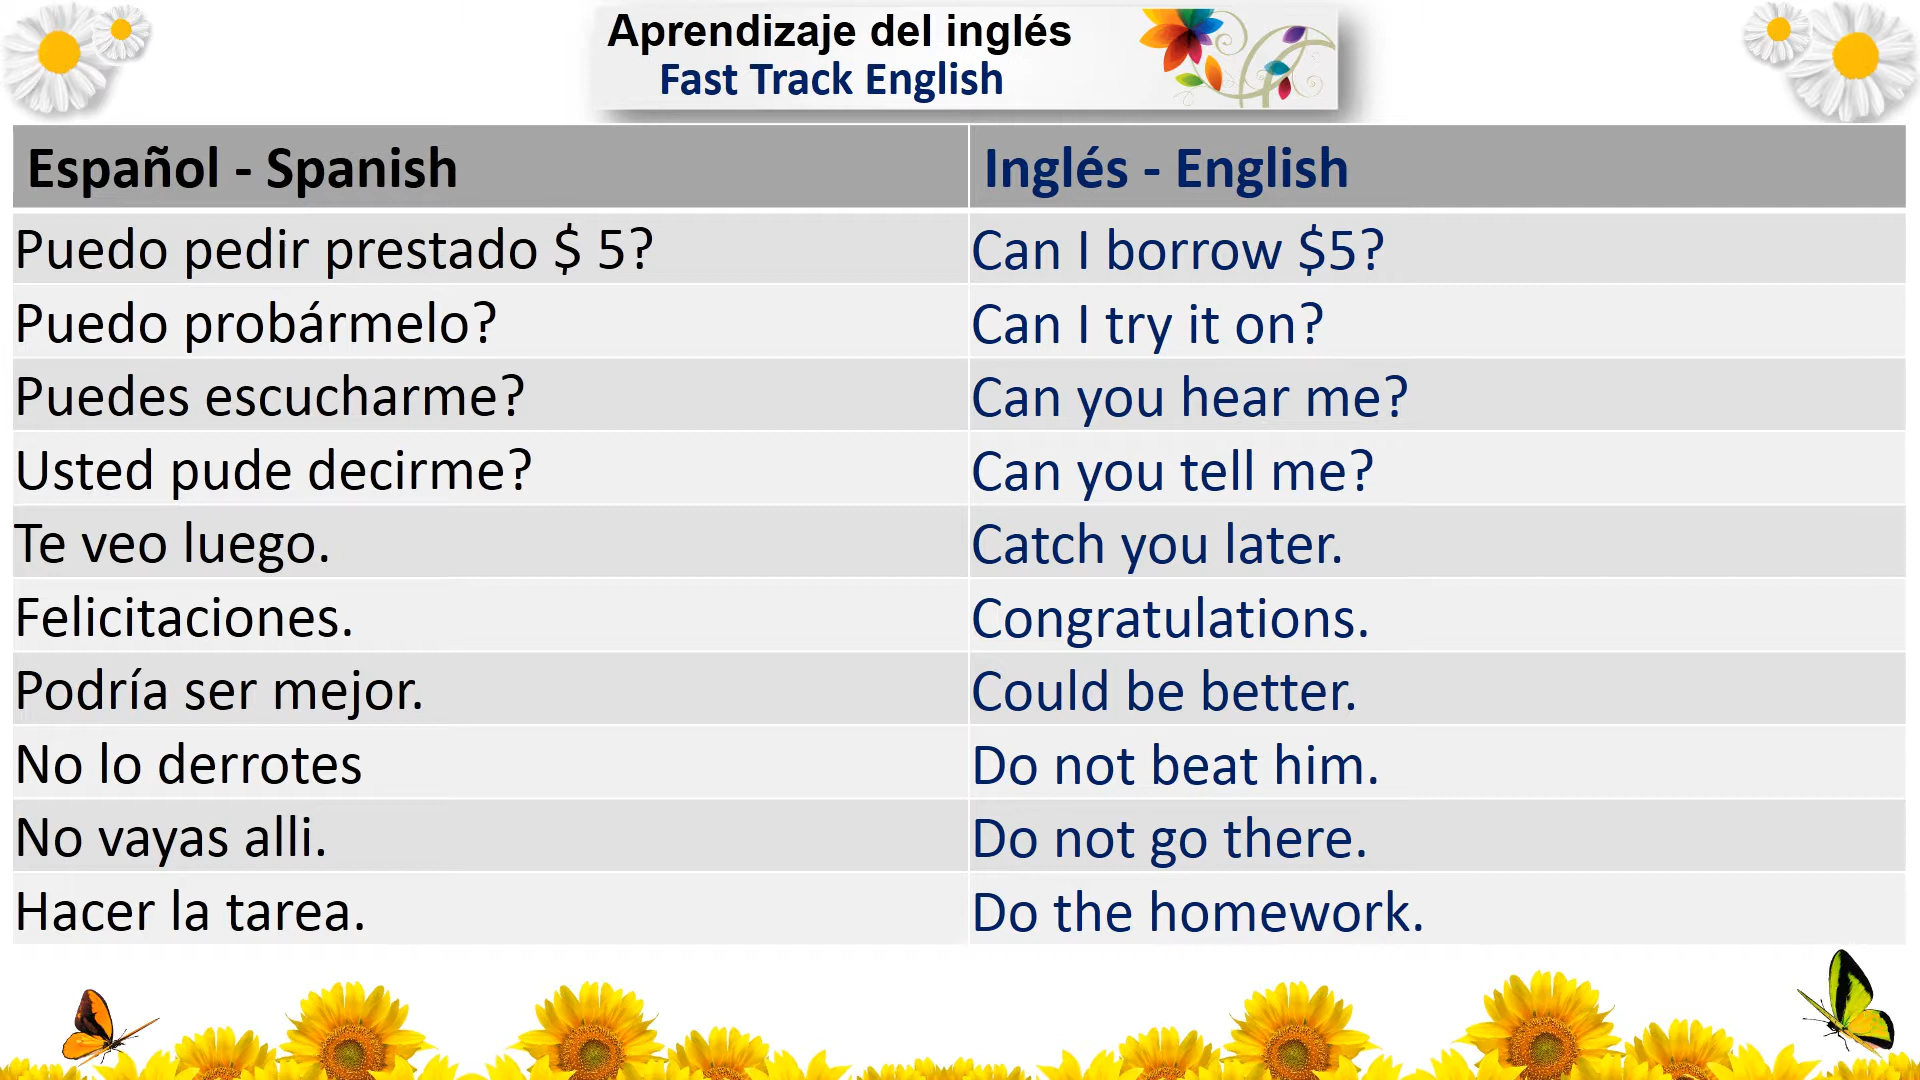 Aprendizaje del inglés
Fast Track English
Español - Spanish
Inglés - English
Puedo pedir prestado $ 5?
Can I borrow $5?
Puedo probármelo?
Can I try it on?
Puedes escucharme?
Can you hear me?
Usted pude decirme?
Can you tell me?
Te veo luego.
Catch you later.
Felicitaciones.
Congratulations.
Podría ser mejor.
Could be better.
No lo derrotes
Do not beat him.
No vayas alli.
Do not go there.
Hacer la tarea.
Do the homework.